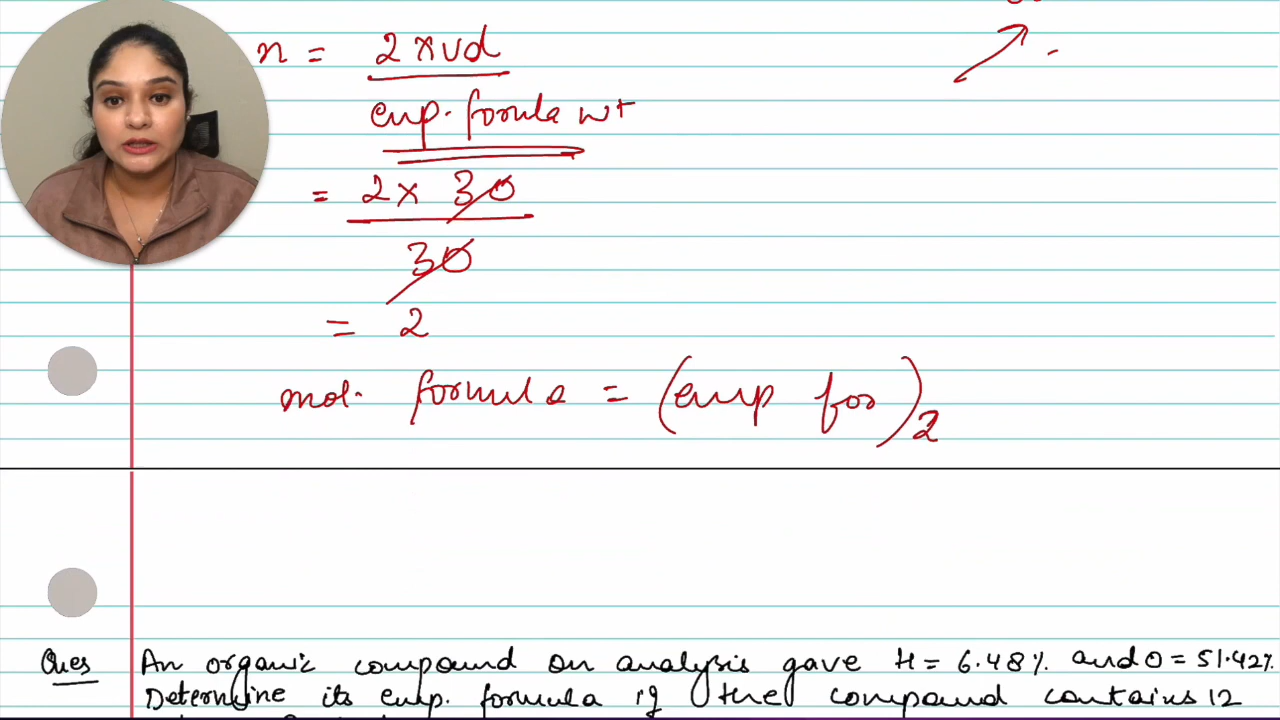 n = 2 x vd
emp. formula wt
= 2 x 30
30
= 2
mol. formula = (emp for)2
Ques An organic compound on analysis gave H = 6.48% and O = 51.42%.
Determine its emp. formula if the compound contains 12